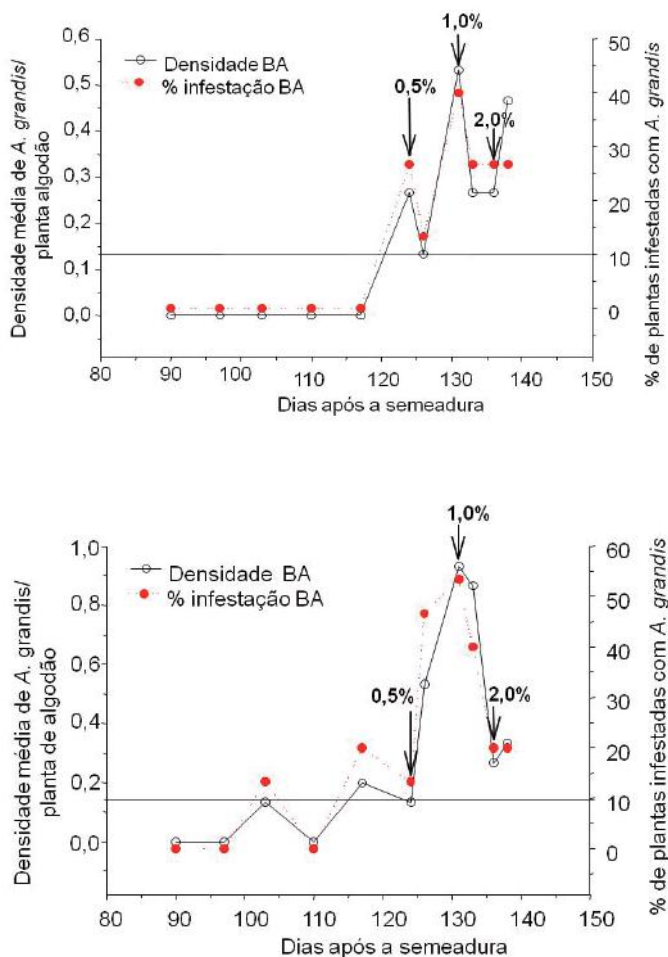 1,0%
0,6
50
Densidade BA
% infestação BA
0,5
0,5%
40
2,0%
0,4
30
0,3
20
0,2
10
0,1
0
0,0
Densidade média de A. grandis/
planta algodão
% de plantas infestadas com A. grandis
80 90 100 110 120 130 140 150
Dias após a semeadura
1,0%
1,0
60
Densidade BA
% infestação BA
50
0,8
40
0,6
0,5%
2,0%
30
0,4
20
0,2
10
0,0
0
Densidade média de A. grandis/
planta de algodão
% de plantas infestadas com A. grandis
80 90 100 110 120 130 140 150
Dias após a semeadura